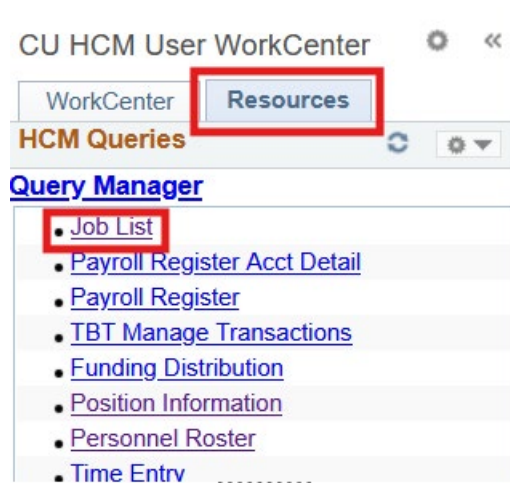 CU HCM User WorkCenter
WorkCenter Resources
HCM Queries
Query Manager
Job List
Payroll Register Acct Detail
Payroll Register
TBT Manage Transactions
Funding Distribution
Position Information
Personnel Roster
Time Entry